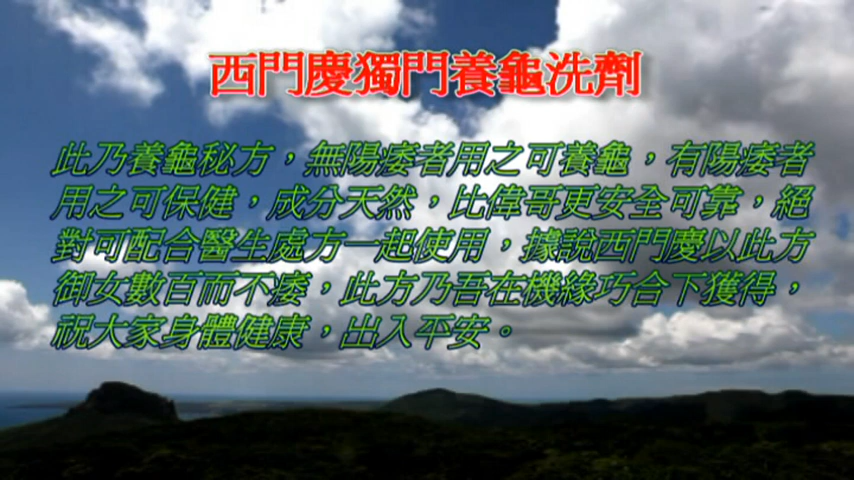 西門慶獨門養龜洗劑
此乃養龜秘方，無陽痿者用之可養龜，有陽痿者
用之可保健，成分天然，比偉哥更安全可靠，絕
對可配合醫生處方一起使用，據說西門慶以此方
御女數百而不痿，此方乃吾在機緣巧合下獲得，
祝大家身體健康，出入平安。